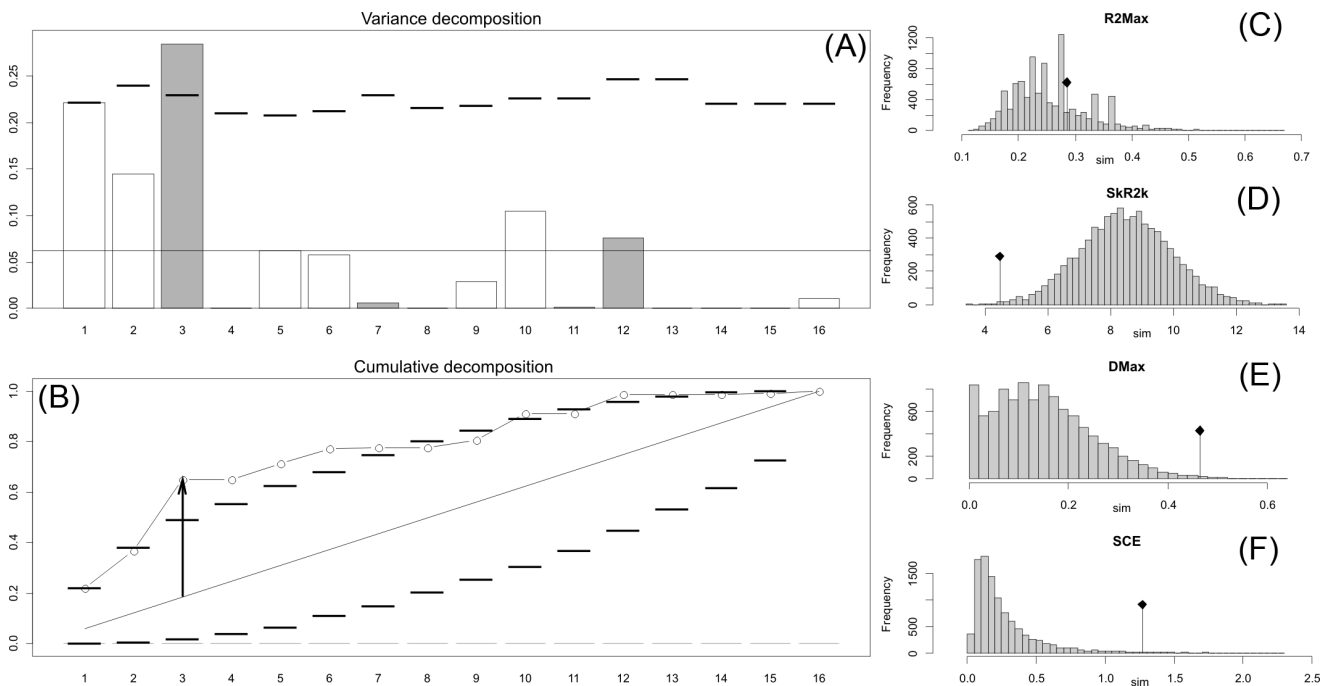 Variance decomposition
(A)
0.25
0.20
0.15
0.10
0.05
0.00
1 2 3 4 5 6 7 8 9 10 11 12 13 14 15 16
Cumulative decomposition
(B)
1.0
0.8
0.6
0.4
0.2
0.0
1 2 3 4 5 6 7 8 9 10 11 12 13 14 15 16
R2Max
(C)
Frequency
1200
800
400
0
0.1 0.2 0.3 0.4 0.5 0.6 0.7
sim
SkR2k
(D)
Frequency
600
400
200
0
4 6 8 10 12 14
sim
DMax
(E)
Frequency
600
200
0
0.0 0.2 0.4 0.6
sim
SCE
(F)
Frequency
1500
500
0
0.0 0.5 1.0 1.5 2.0 2.5
sim